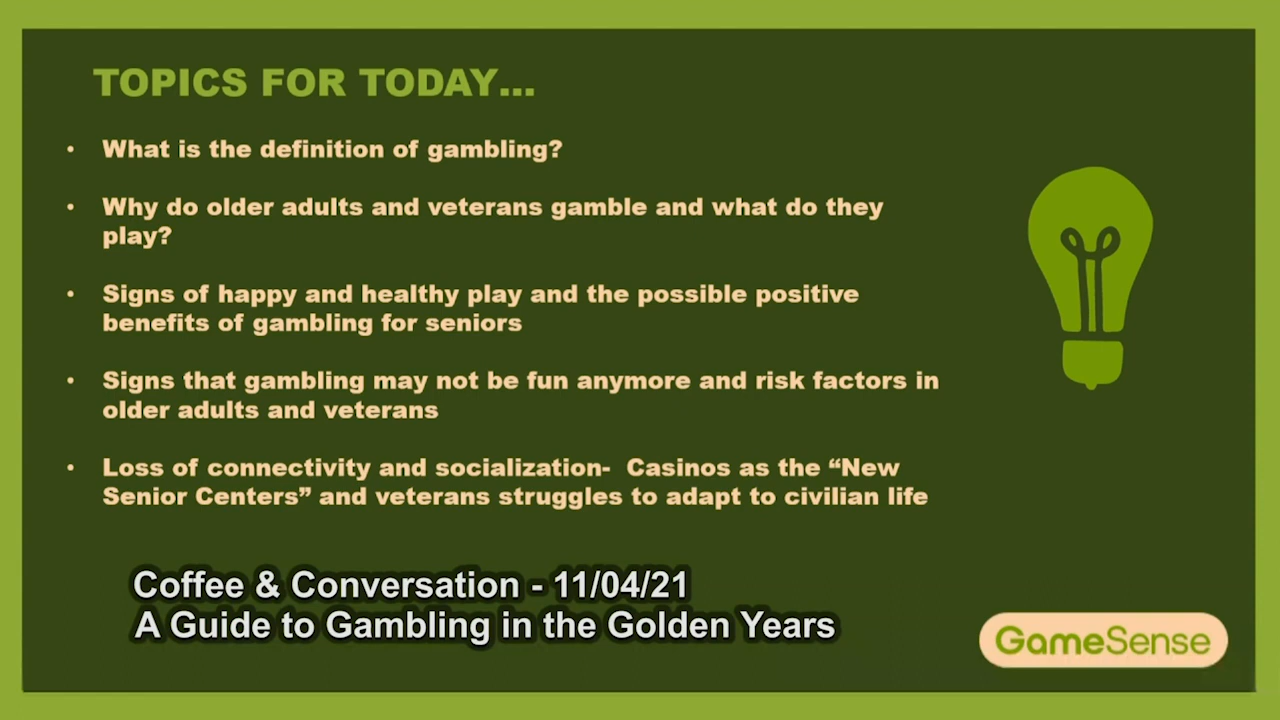 TOPICS FOR TODAY...
• What is the definition of gambling?
• Why do older adults and veterans gamble and what do they
play?
• Signs of happy and healthy play and the possible positive
benefits of gambling for seniors
• Signs that gambling may not be fun anymore and risk factors in
older adults and veterans
• Loss of connectivity and socialization-  Casinos as the “New
Senior Centers” and veterans struggles to adapt to civilian life
Coffee & Conversation - 11/04/21
A Guide to Gambling in the Golden Years
GameSense